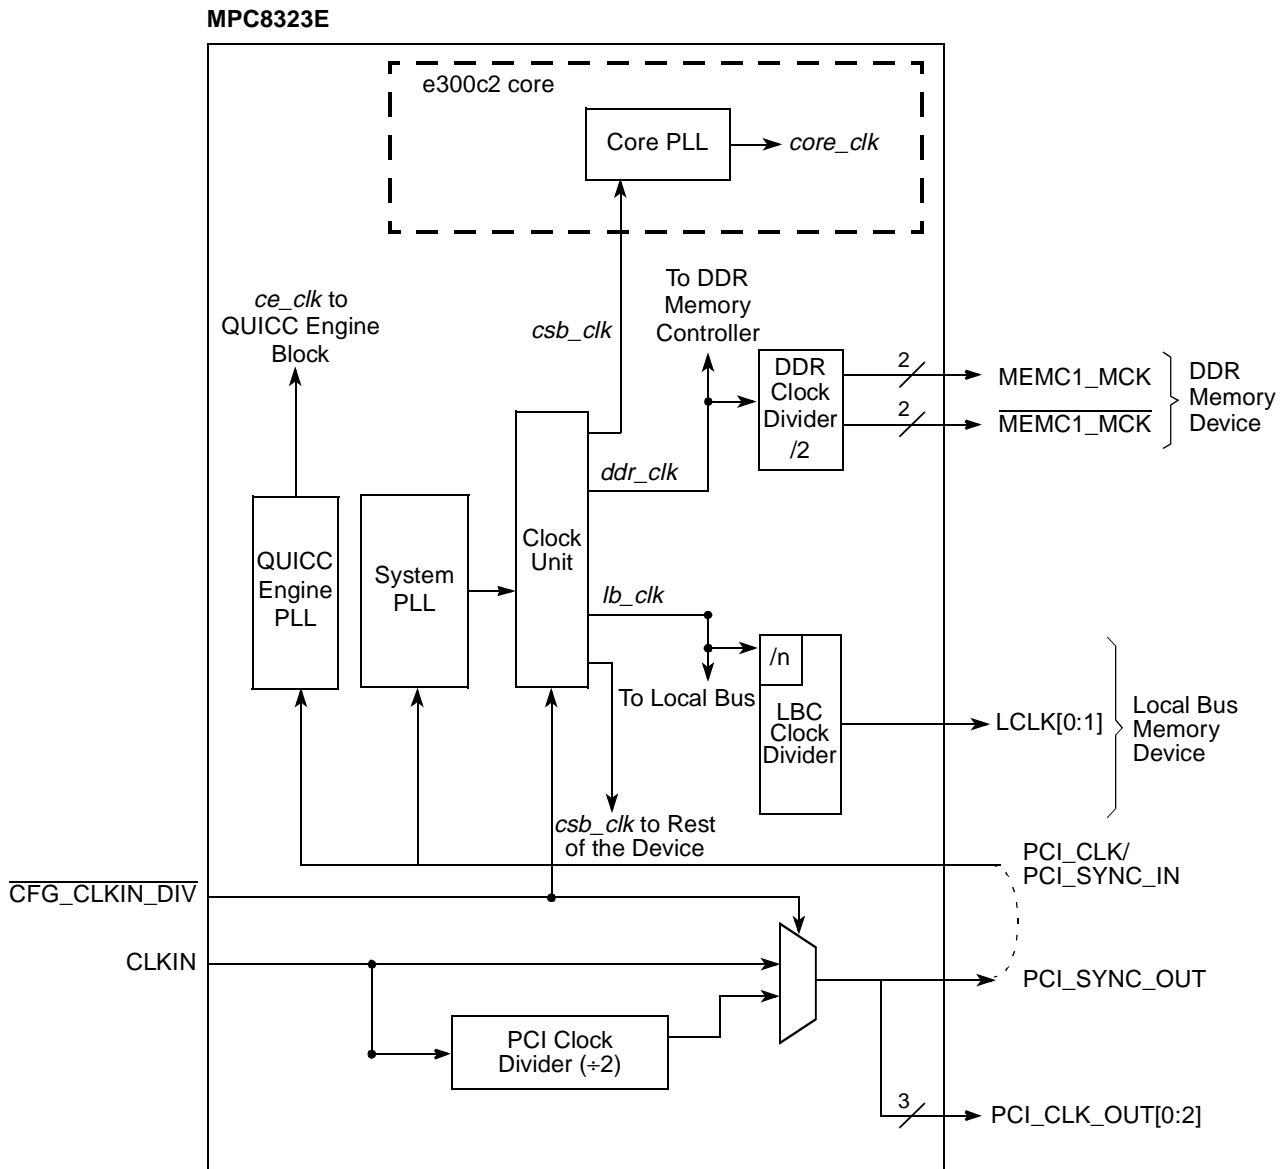 MPC8323E
e300c2 core
Core PLL
core_clk
To DDR
Memory
Controller
ce_clk to
QUICC Engine
Block
csb_clk
DDR
Clock
Divider
/2
2
MEMC1_MCK
2
MEMC1_MCK
DDR
Memory
Device
ddr_clk
QUICC
Engine
PLL
System
PLL
Clock
Unit
lb_clk
To Local Bus
/n
LBC
Clock
Divider
LCLK[0:1]
Local Bus
Memory
Device
csb_clk to Rest
of the Device
PCI_CLK/
PCI_SYNC_IN
CFG_CLKIN_DIV
CLKIN
PCI_SYNC_OUT
PCI Clock
Divider (÷2)
3
PCI_CLK_OUT[0:2]